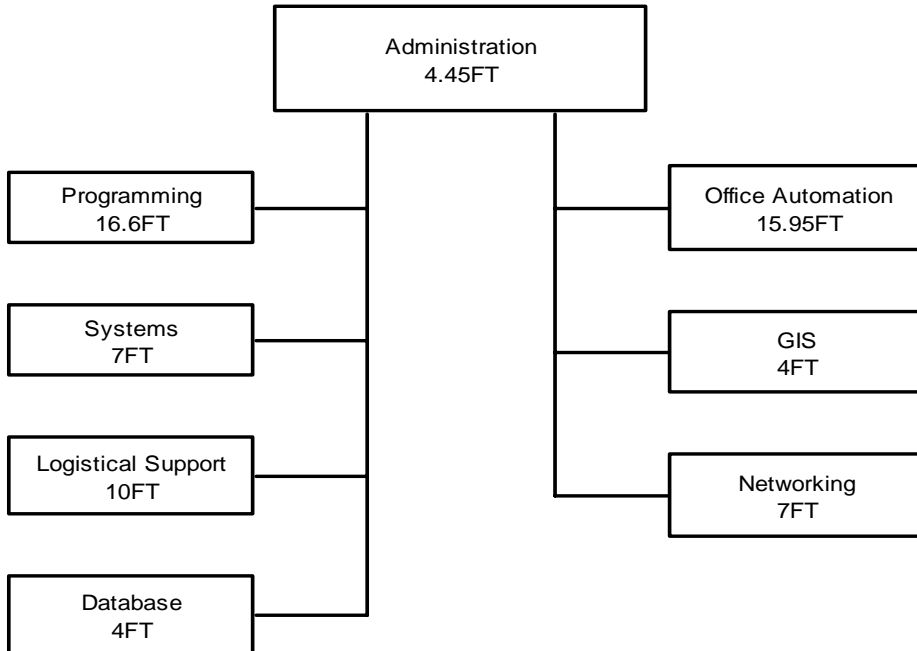 Administration
4.45FT
Programming
16.6FT
Systems
7FT
Logistical Support
10FT
Database
4FT
Office Automation
15.95FT
GIS
4FT
Networking
7FT